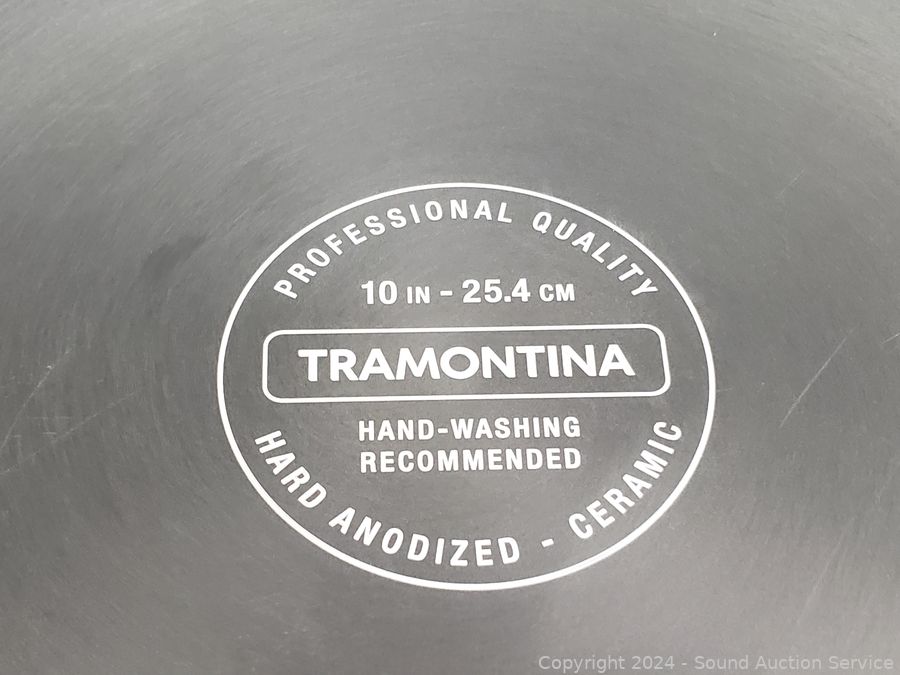 PROFESSIONAL QUALITY
10 IN - 25.4 CM
TRAMONTINA
HAND-WASHING
RECOMMENDED
HARD ANODIZED - CERAMIC
Copyright 2024 - Sound Auction Service